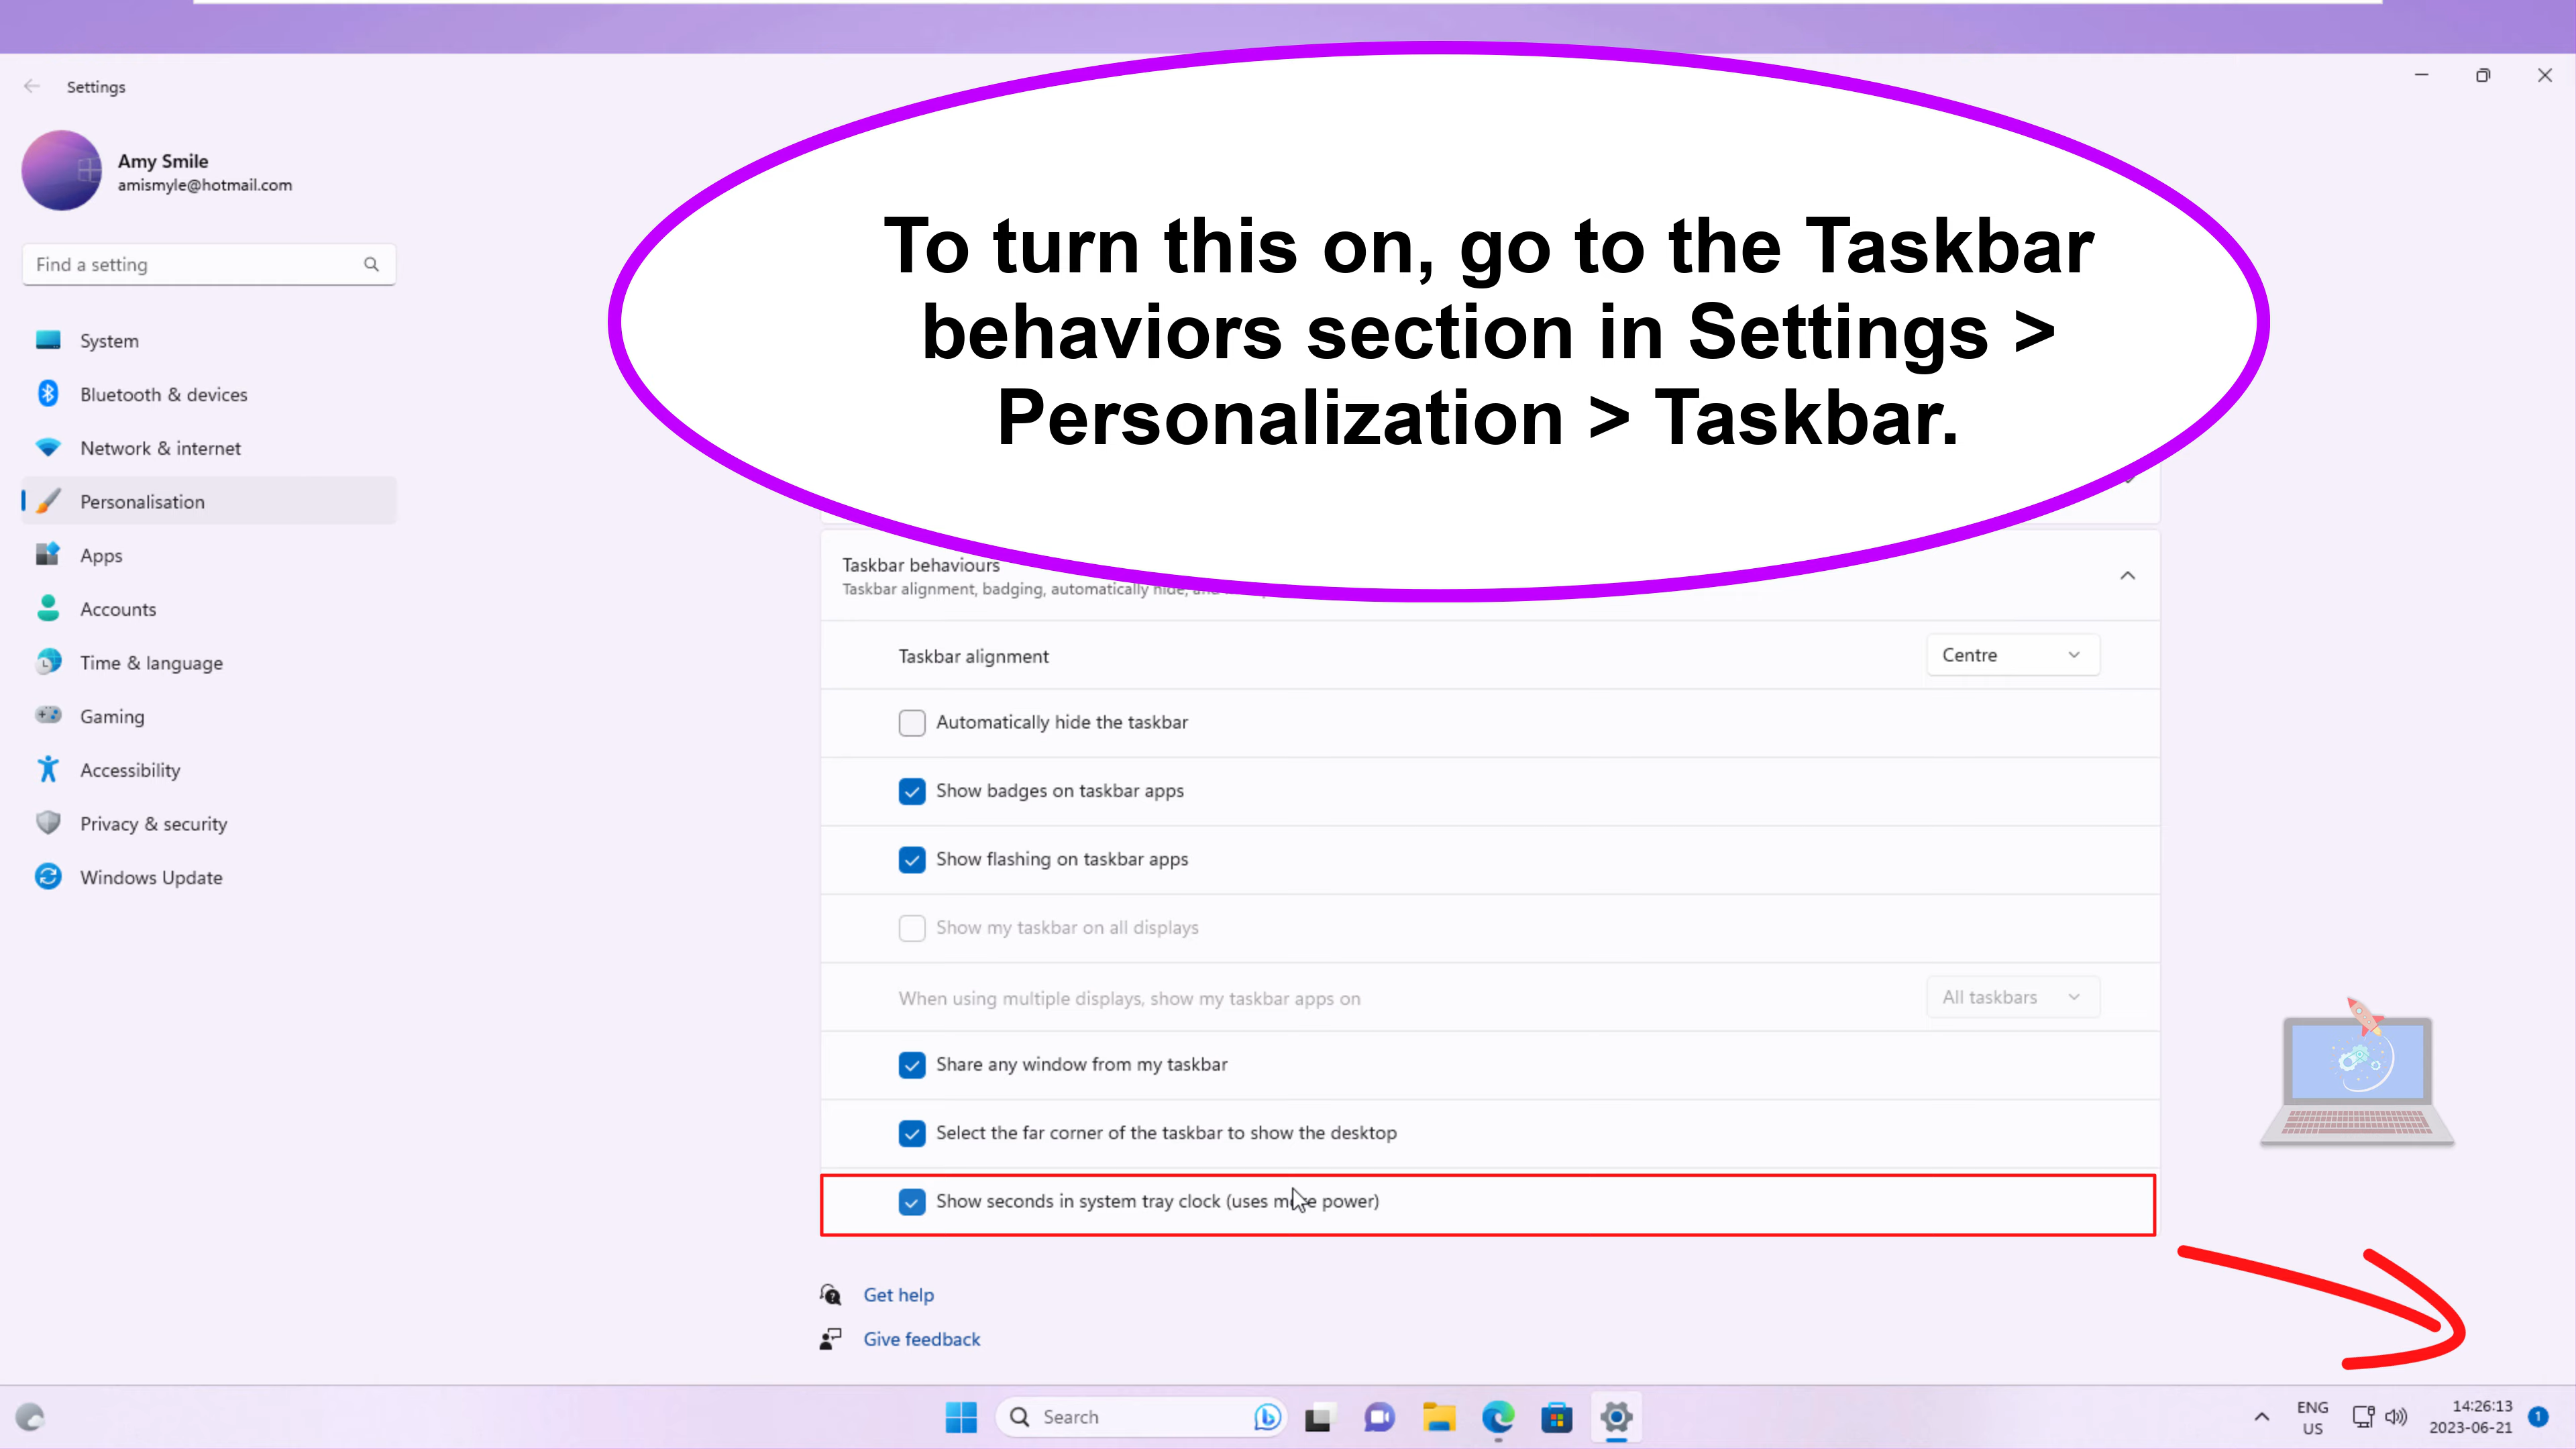 Settings
Amy Smile
amismyle@hotmail.com
Find a setting
System
Bluetooth & devices
Network & internet
Personalisation
Apps
Accounts
Time & language
Gaming
Accessibility
Privacy & security
Windows Update
To turn this on, go to the Taskbar
behaviors section in Settings >
Personalization > Taskbar.
Taskbar behaviours
Taskbar alignment, badging, automatically hide,
Taskbar alignment
Centre
Automatically hide the taskbar
Show badges on taskbar apps
Show flashing on taskbar apps
Show my taskbar on all displays
When using multiple displays, show my taskbar apps on
All taskbars
Share any window from my taskbar
Select the far corner of the taskbar to show the desktop
Show seconds in system tray clock (uses more power)
Get help
Give feedback
Search
ENG
US
14:26:13
2023-06-21
1